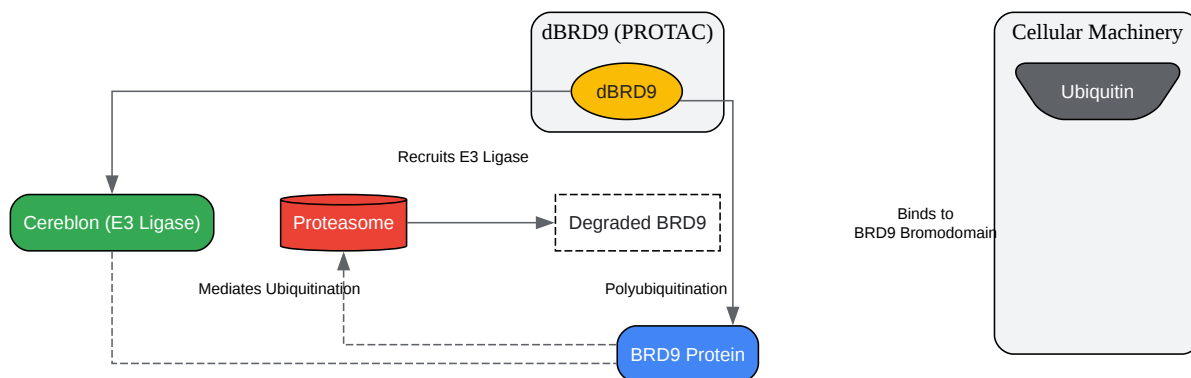 dBRD9 (PROTAC)
Cellular Machinery
dBRD9
Ubiquitin
Recruits E3 Ligase
Cerebron (E3 Ligase)
Proteasome
Degraded BRD9
Binds to
BRD9 Bromodomain
Mediates Ubiquitination
Polyubiquitination
BRD9 Protein